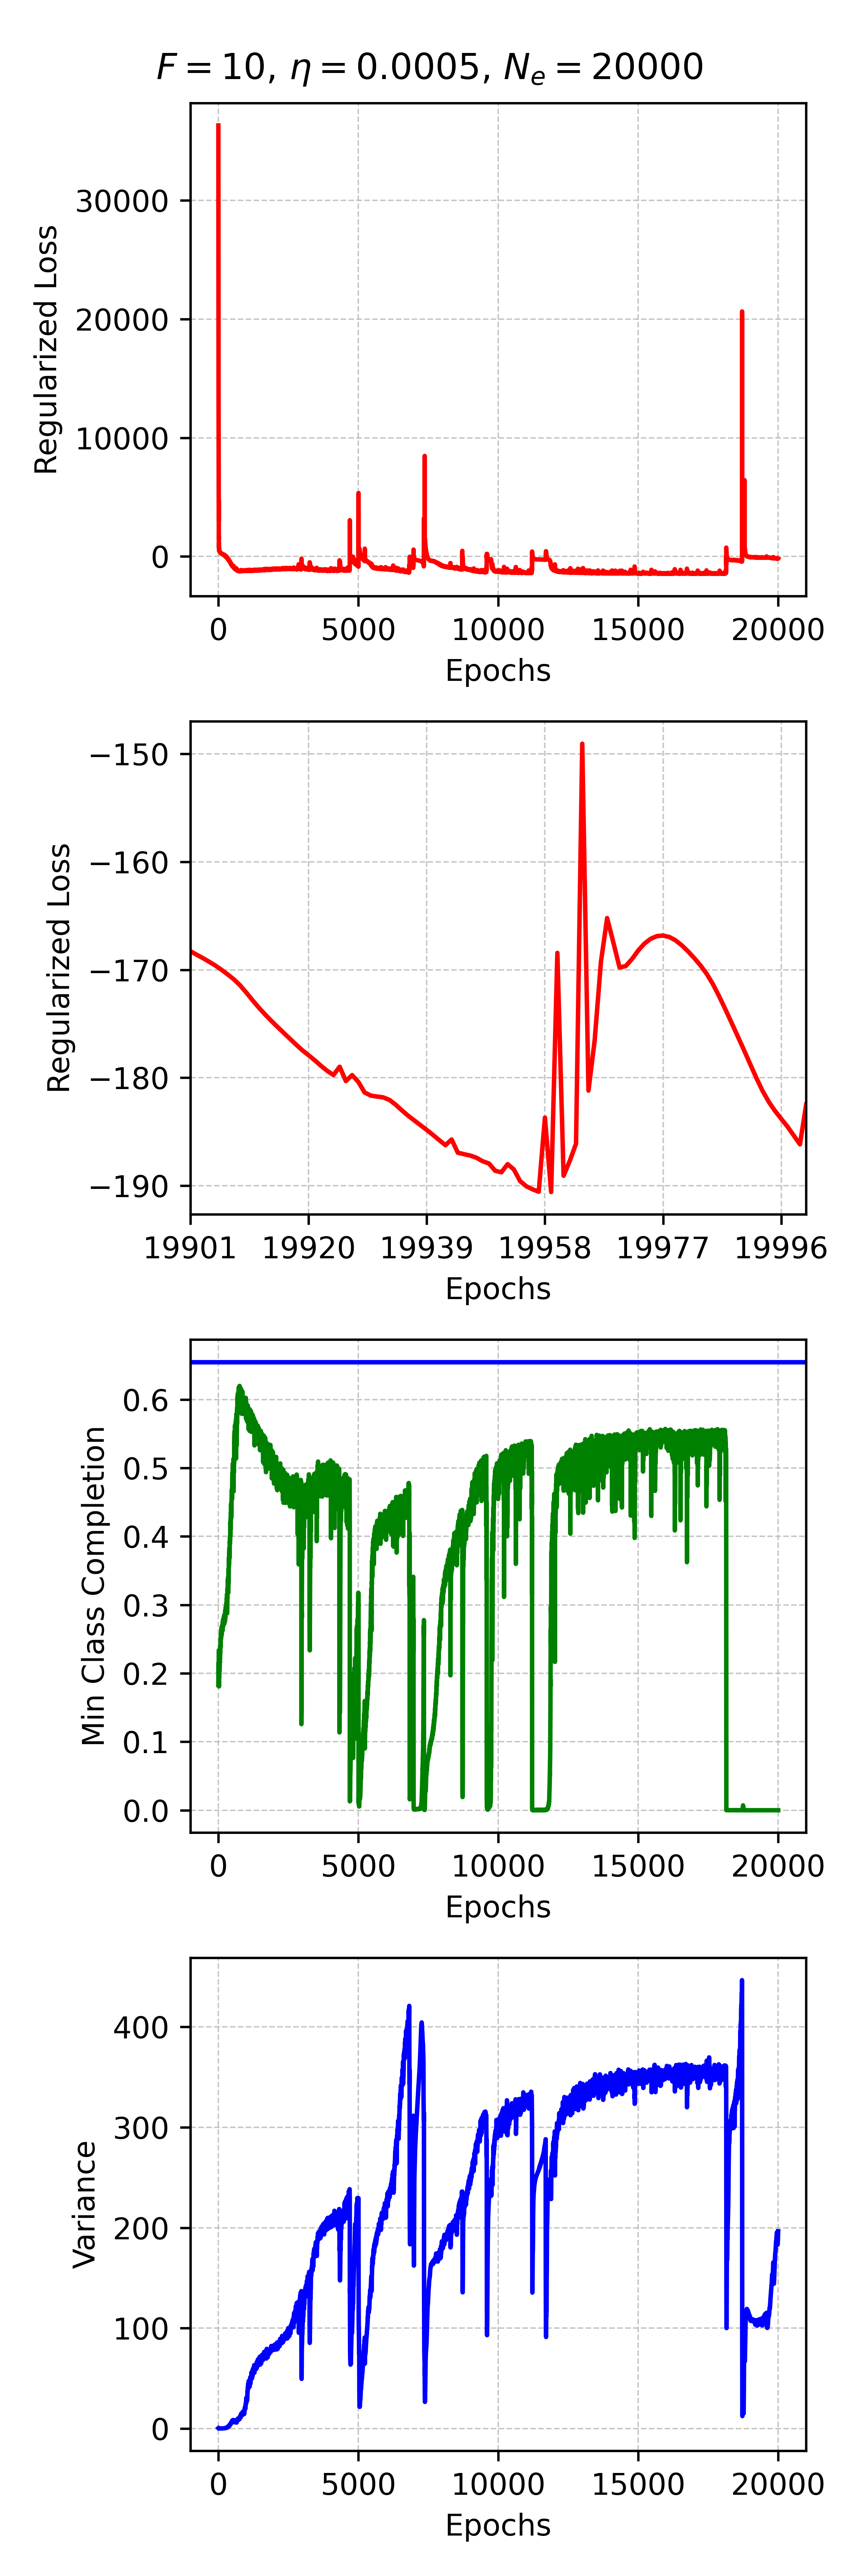 F = 10, η = 0.0005, Nₑ = 20000
30000
20000
10000
0
Regularized Loss
0 5000 10000 15000 20000
Epochs
−150
−160
−170
−180
−190
Regularized Loss
19901 19920 19939 19958 19977 19996
Epochs
0.6
0.5
0.4
0.3
0.2
0.1
0.0
Min Class Completion
0 5000 10000 15000 20000
Epochs
400
300
200
100
0
Variance
0 5000 10000 15000 20000
Epochs